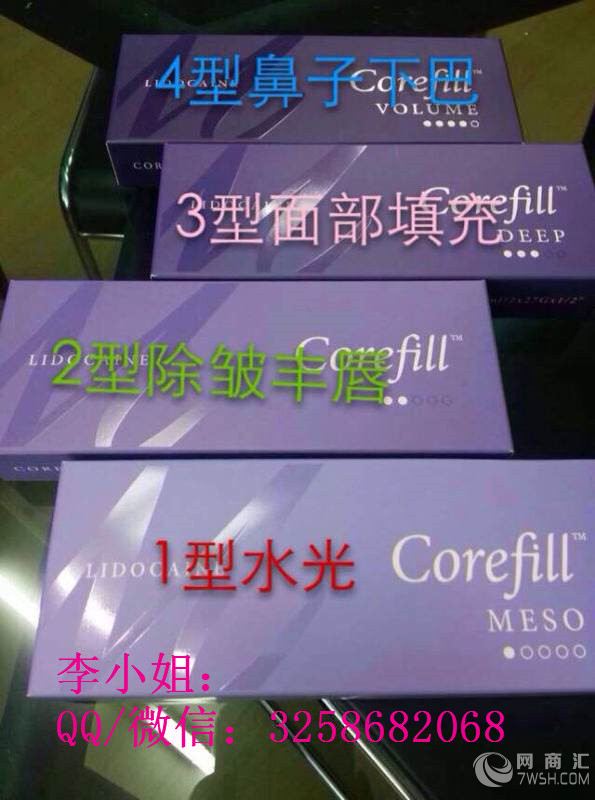 4型鼻子下巴
Corefill™
VOLUME
COR
3型面部填充
Corefill™
DEEP
2型除皱丰唇
LIDOCAINE
Corefill™
CORE
1型水光
LIDOCAINE
Corefill™
MESO
李小姐:
QQ/微信: 3258682068
网商汇
7WSH.COM